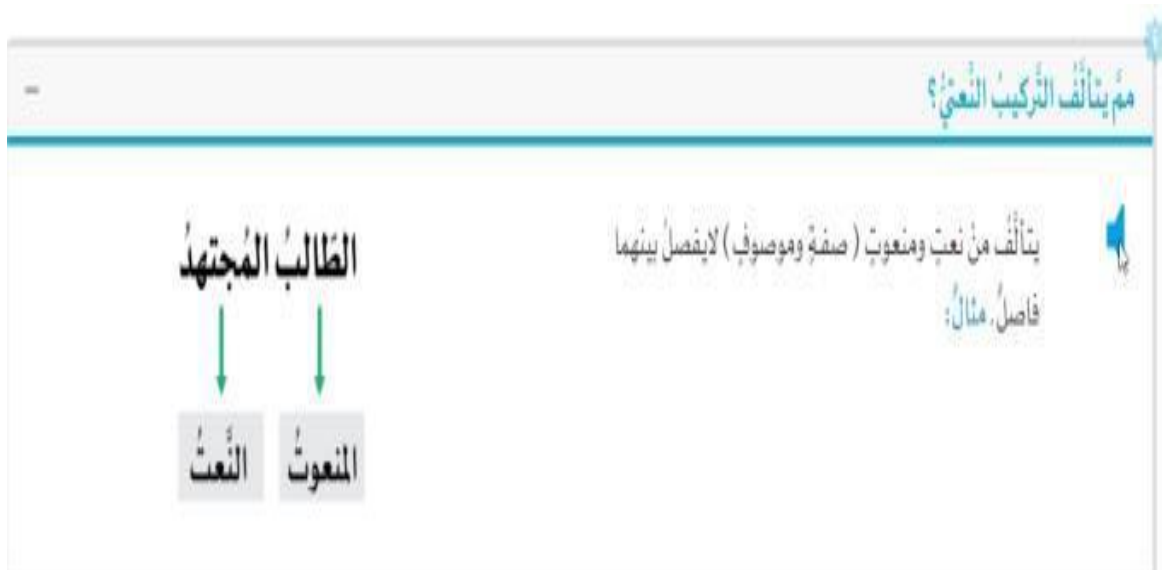 ممَّ يتألَّفُ التَّركيبُ النَّعتيُّ؟
يتألَّفُ منْ نعتٍ ومنعوتٍ ( صفةٍ وموصوفٍ ) لايفصلُ بينهما
فاصلٌ. مثالٌ:
الطّالبُ المُجتهدُ
المنعوتُ النَّعتُ